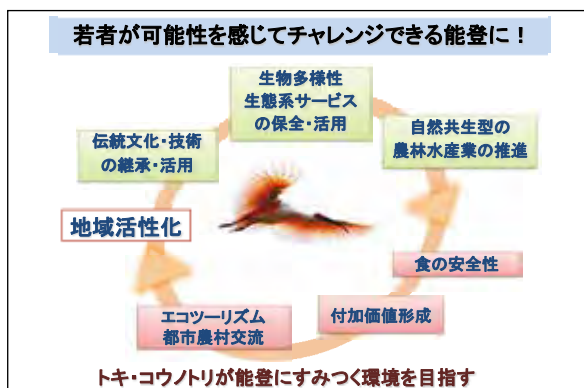 若者が可能性を感じてチャレンジできる能登に！
生物多様性
生態系サービス
の保全・活用
伝統文化・技術
の継承・活用
自然共生型の
農林水産業の推進
地域活性化
食の安全性
付加価値形成
エコツーリズム
都市農村交流
トキ・コウノトリが能登にすみつく環境を目指す